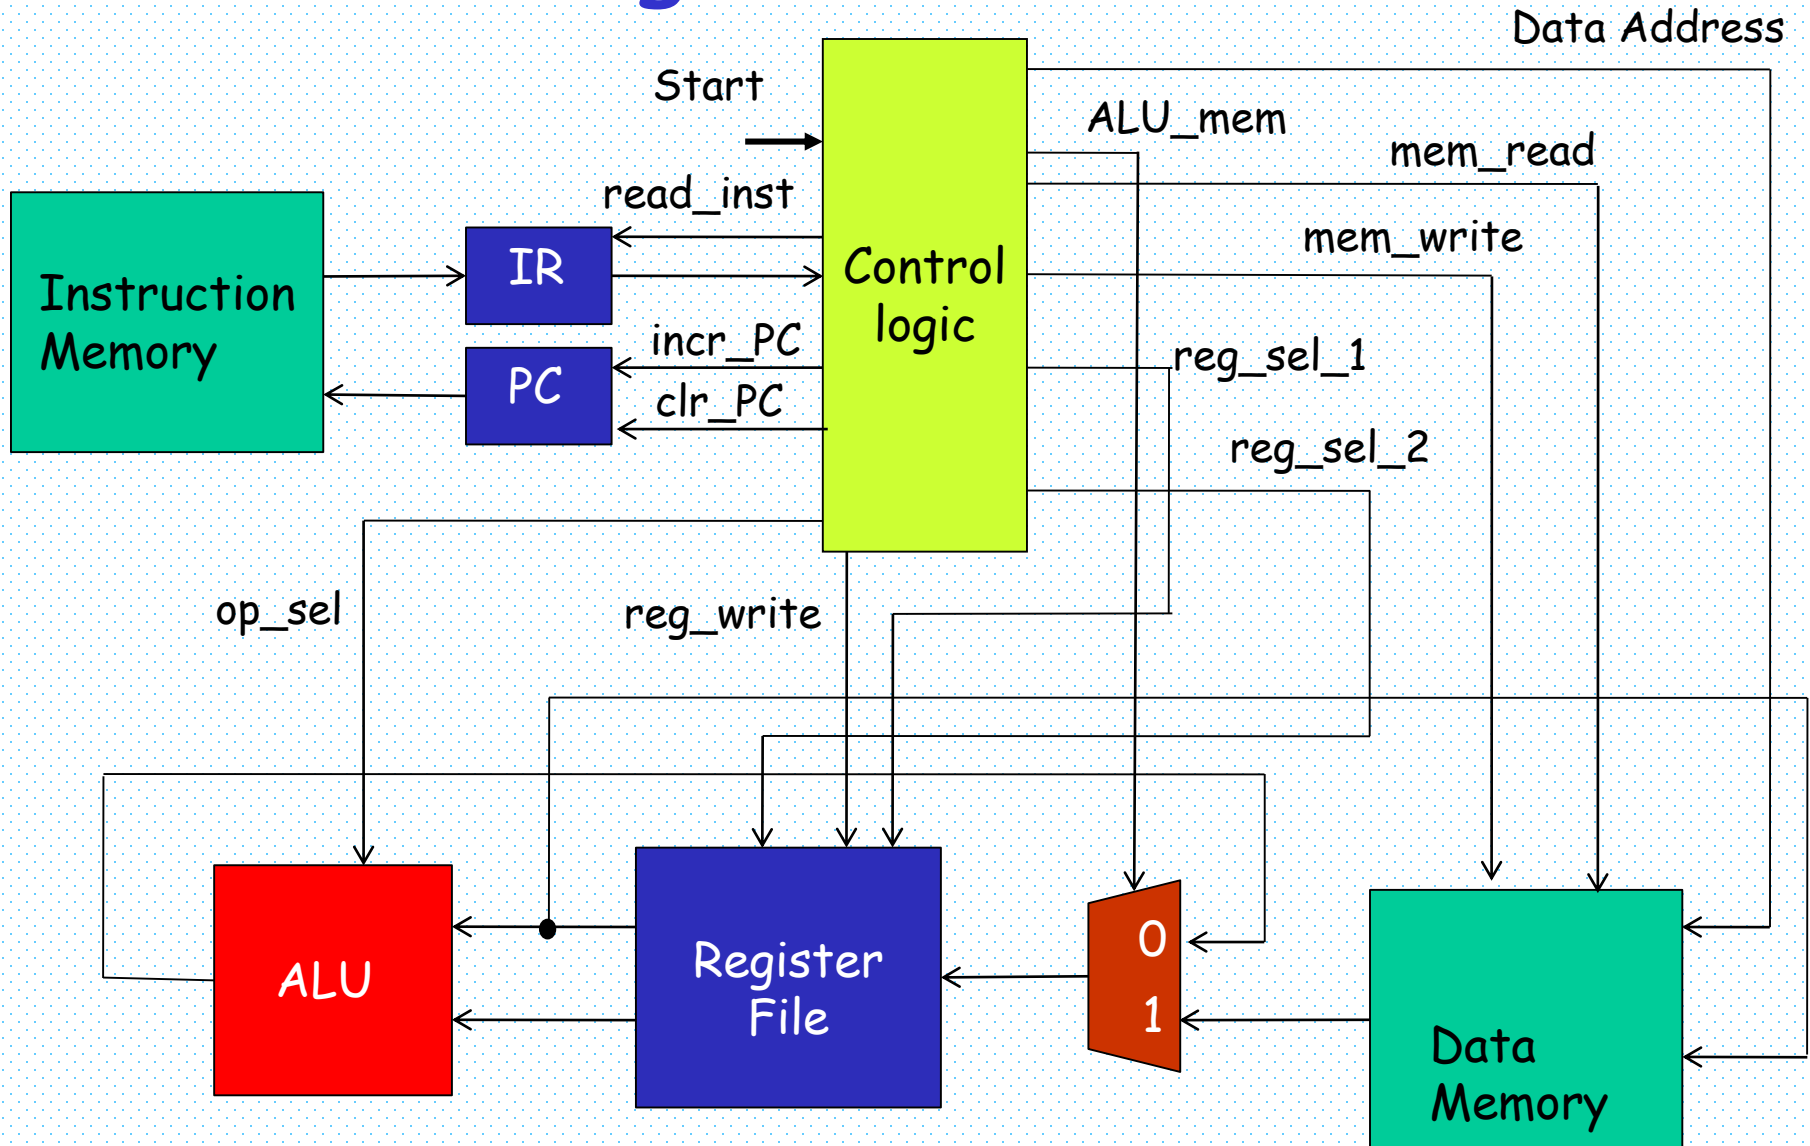 Data Address
Start
ALU_mem
mem_read
read_inst
mem_write
IR
Control
logic
Instruction
Memory
incr_PC
reg_sel_1
PC
clr_PC
reg_sel_2
op_sel
reg_write
0
Register
File
ALU
1
Data
Memory